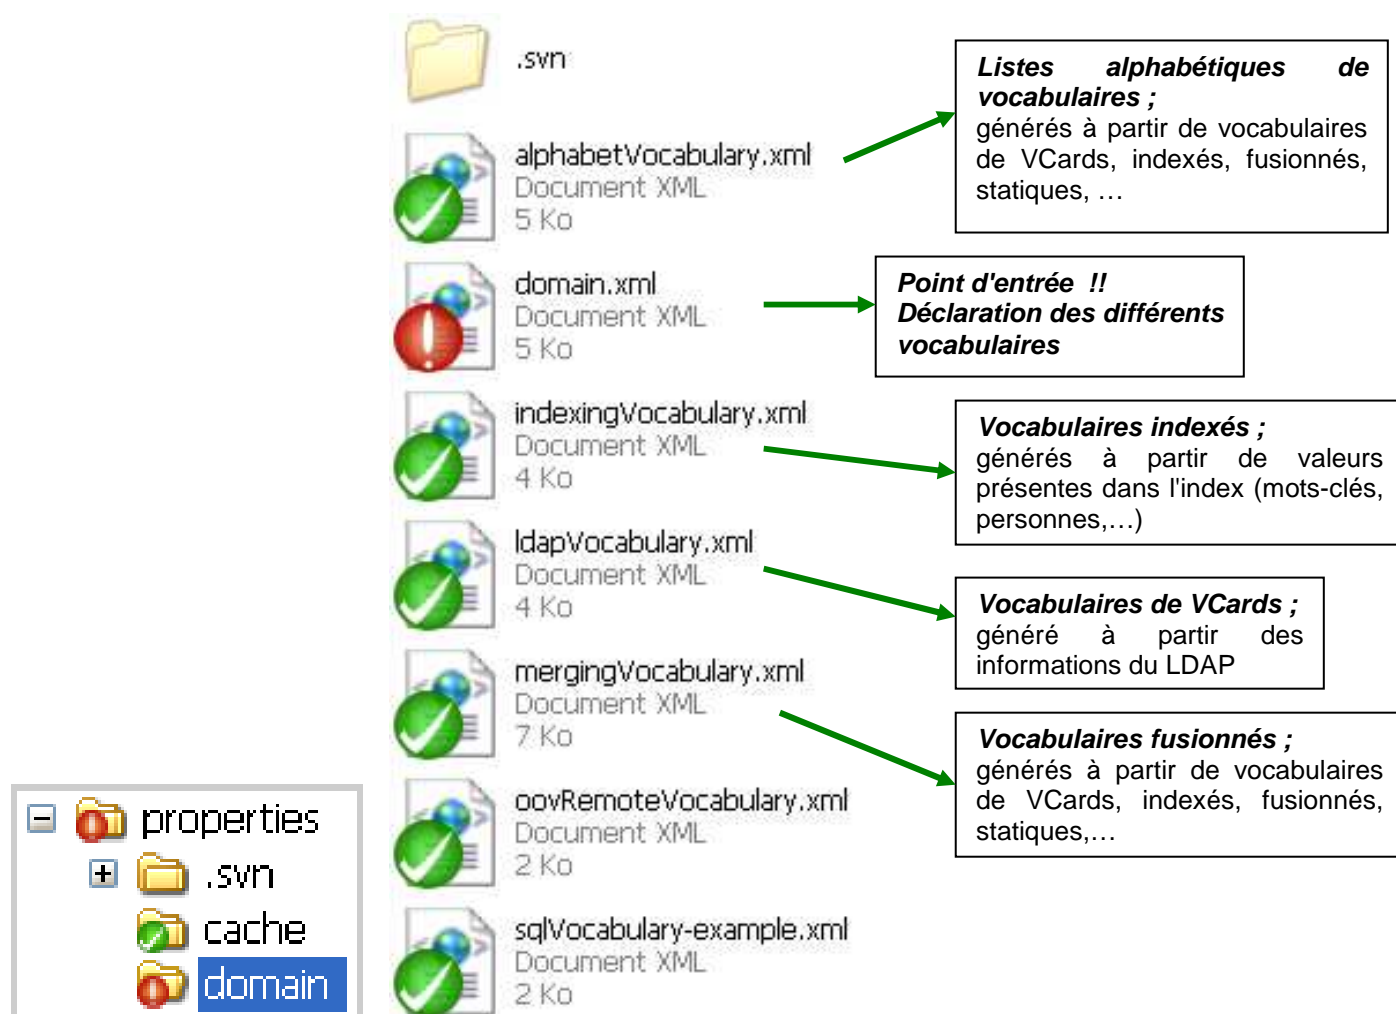 .svn
alphabetVocabulary.xml
Document XML
5 Ko
Listes alphabétiques de
vocabulaires ;
générés à partir de vocabulaires
de VCards, indexés, fusionnés,
statiques, …
domain.xml
Document XML
5 Ko
Point d'entrée !!
Déclaration des différents
vocabulaires
indexingVocabulary.xml
Document XML
4 Ko
Vocabulaires indexés ;
générés à partir de valeurs
présentes dans l'index (mots-clés,
personnes,…)
ldapVocabulary.xml
Document XML
4 Ko
Vocabulaires de VCards ;
généré à partir des
informations du LDAP
mergingVocabulary.xml
Document XML
7 Ko
Vocabulaires fusionnés ;
générés à partir de vocabulaires
de VCards, indexés, fusionnés,
statiques,…
oovRemoteVocabulary.xml
Document XML
2 Ko
sqlVocabulary-example.xml
Document XML
2 Ko
properties
.svn
cache
domain